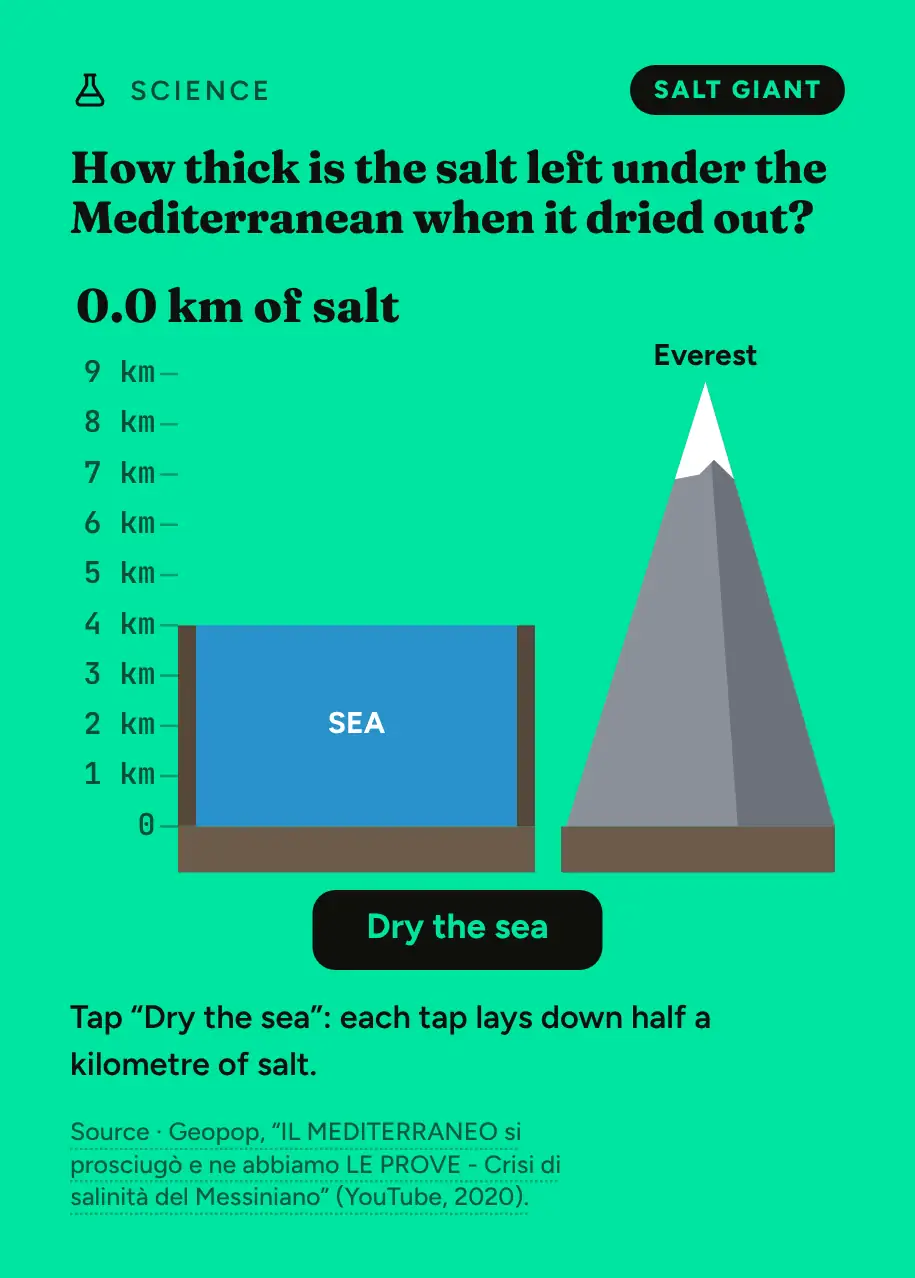 SCIENCE
SALT GIANT
How thick is the salt left under the
Mediterranean when it dried out?
0.0 km of salt
Everest
9 km
8 km
7 km
6 km
5 km
4 km
3 km
2 km
1 km
0
SEA
Dry the sea
Tap “Dry the sea”: each tap lays down half a
kilometre of salt.
Source · Geopop, “IL MEDITERRANEO si
prosciugò e ne abbiamo LE PROVE - Crisi di
salinità del Messiniano” (YouTube, 2020).